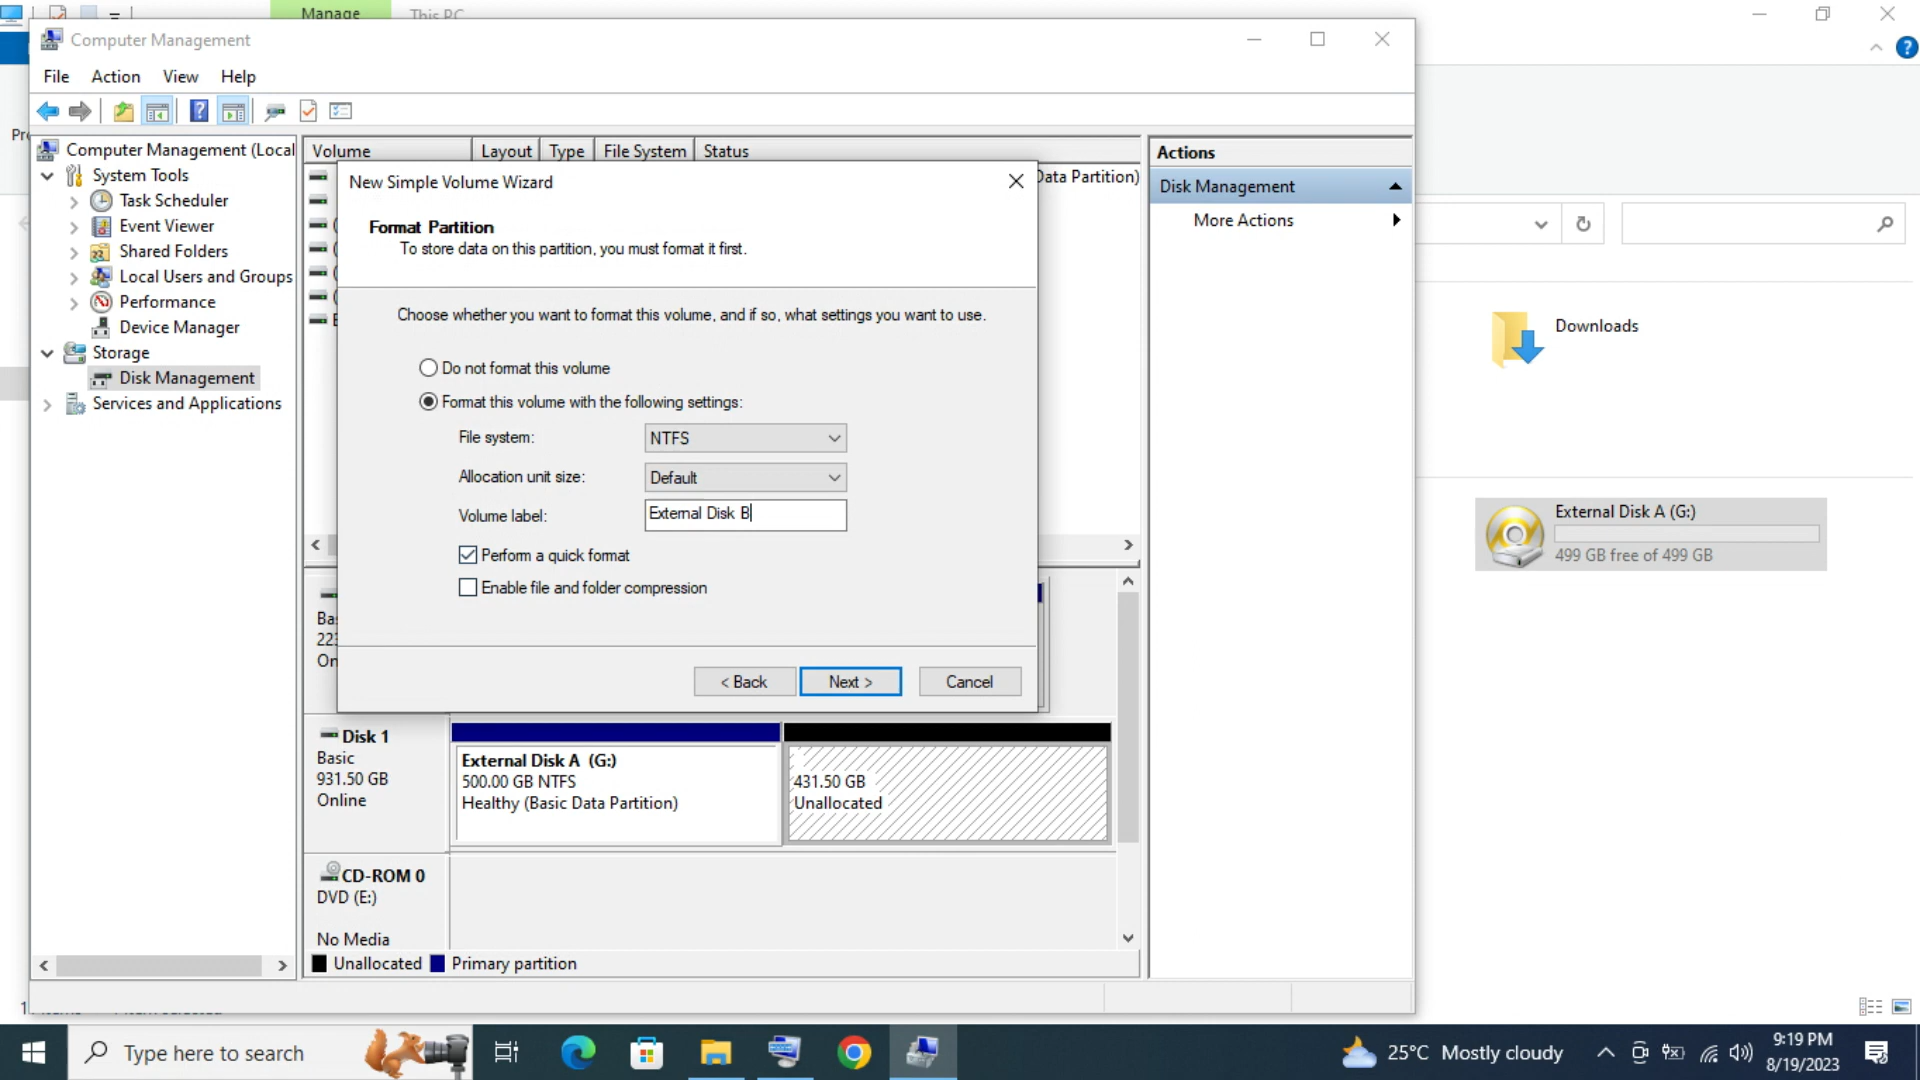 Manage
This PC
Computer Management
File Action View Help
Computer Management (Local
System Tools
Task Scheduler
Event Viewer
Shared Folders
Local Users and Groups
Performance
Device Manager
Storage
Disk Management
Services and Applications
Volume Layout Type File System Status
Data Partition)
New Simple Volume Wizard
Format Partition
To store data on this partition, you must format it first.
Choose whether you want to format this volume, and if so, what settings you want to use.
Do not format this volume
Format this volume with the following settings:
File system: NTFS
Allocation unit size: Default
Volume label: External Disk B
Perform a quick format
Enable file and folder compression
< Back Next > Cancel
Disk 1
Basic
931.50 GB
Online
External Disk A (G:)
500.00 GB NTFS
Healthy (Basic Data Partition)
431.50 GB
Unallocated
CD-ROM 0
DVD (E:)
No Media
Unallocated Primary partition
Actions
Disk Management
More Actions
Downloads
External Disk A (G:)
499 GB free of 499 GB
Type here to search
25°C Mostly cloudy
9:19 PM
8/19/2023